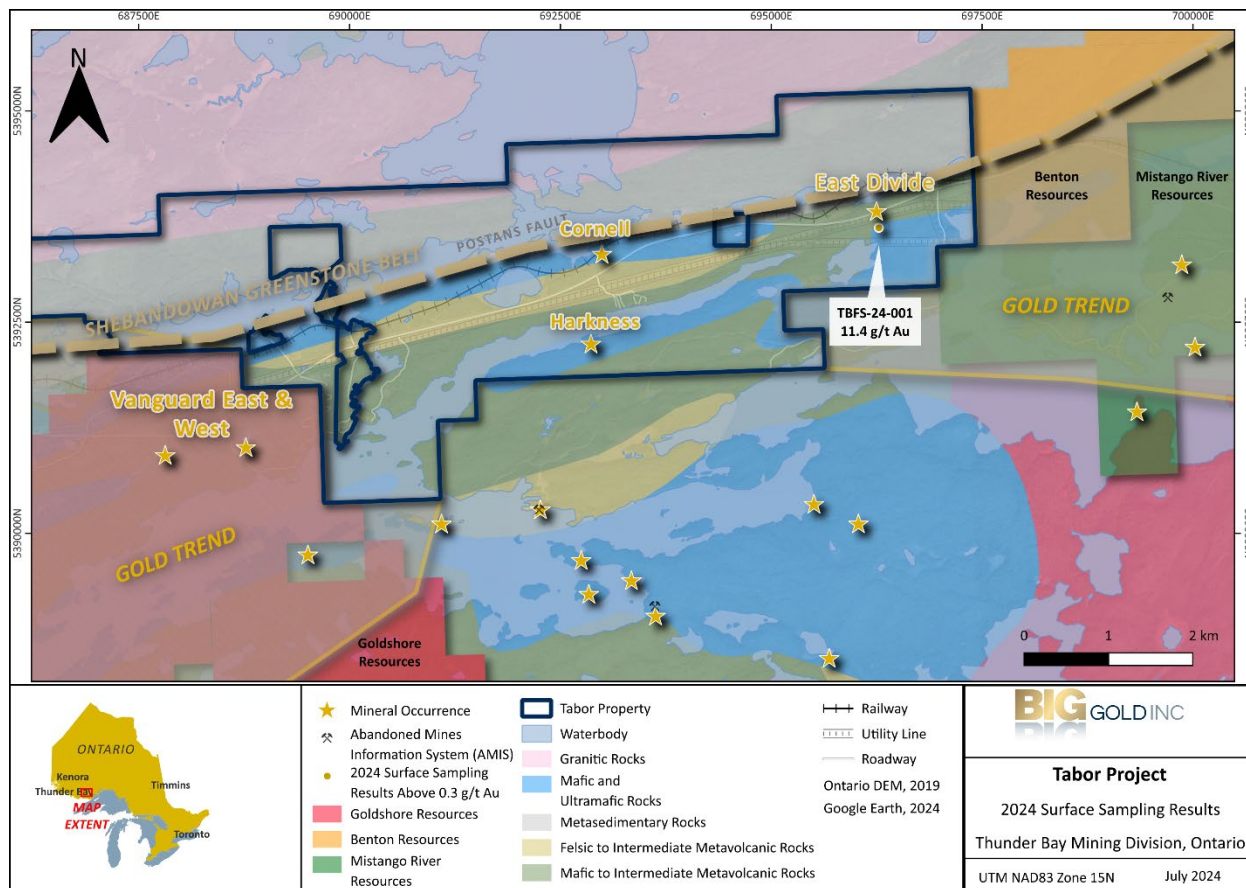 687500E
690000E
692500E
695000E
697500E
700000E
N
5395000N
5392500N
5390000N
SHEBANDOWAN GREENSTONE BELT
POSTANS FAULT
Cornell
East Divide
Harkness
Vanguard East &
West
TBFS-24-001
11.4 g/t Au
Benton
Resources
Mistango River
Resources
GOLD TREND
GOLD TREND
Goldshore
Resources
0 1 2 km
ONTARIO
Kenora
Thunder Bay
Timmins
Toronto
MAP
EXTENT
Mineral Occurrence
Abandoned Mines
Information System (AMIS)
2024 Surface Sampling
Results Above 0.3 g/t Au
Goldshore Resources
Benton Resources
Mistango River
Resources
Tabor Property
Waterbody
Granitic Rocks
Mafic and
Ultramafic Rocks
Metasedimentary Rocks
Felsic to Intermediate Metavolcanic Rocks
Mafic to Intermediate Metavolcanic Rocks
Railway
Utility Line
Roadway
Ontario DEM, 2019
Google Earth, 2024
BIG GOLD INC
Tabor Project
2024 Surface Sampling Results
Thunder Bay Mining Division, Ontario
UTM NAD83 Zone 15N July 2024